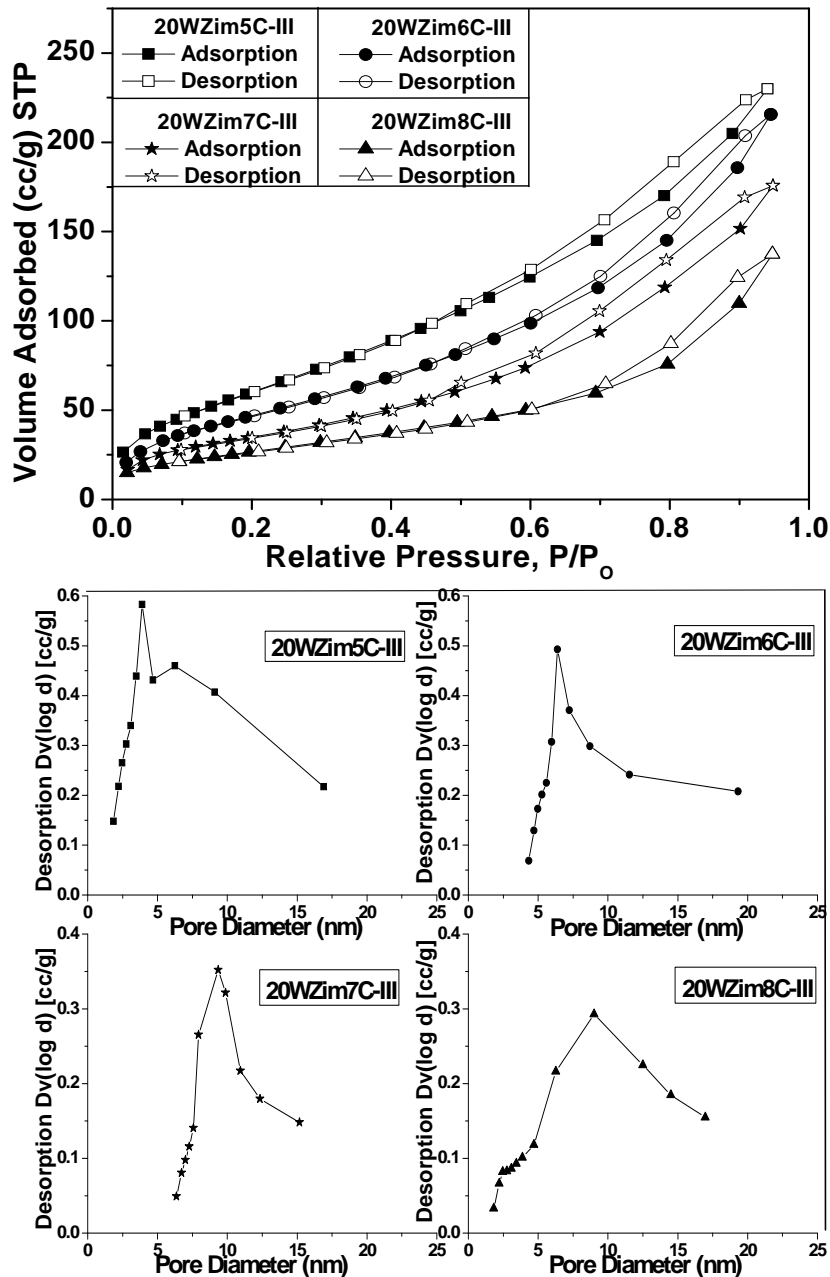 20WZim5C-III 20WZim6C-III
Adsorption Adsorption
Desorption Desorption
20WZim7C-III 20WZim8C-III
Adsorption Adsorption
Desorption Desorption
Volume Adsorbed (cc/g) STP
250
225
200
175
150
125
100
75
50
25
0
0.0 0.2 0.4 0.6 0.8 1.0
Relative Pressure, P/P_O
20WZim5C-III
Desorption Dv(log d) [cc/g]
0.6
0.5
0.4
0.3
0.2
0.1
0.0
0 5 10 15 20 25
Pore Diameter (nm)
20WZim6C-III
Desorption Dv(log d) [cc/g]
0.6
0.5
0.4
0.3
0.2
0.1
0.0
0 5 10 15 20 25
Pore Diameter (nm)
20WZim7C-III
Desorption Dv(log d) [cc/g]
0.4
0.3
0.2
0.1
0.0
0 5 10 15 20 25
Pore Diameter (nm)
20WZim8C-III
Desorption Dv(log d) [cc/g]
0.4
0.3
0.2
0.1
0.0
0 5 10 15 20 25
Pore Diameter (nm)